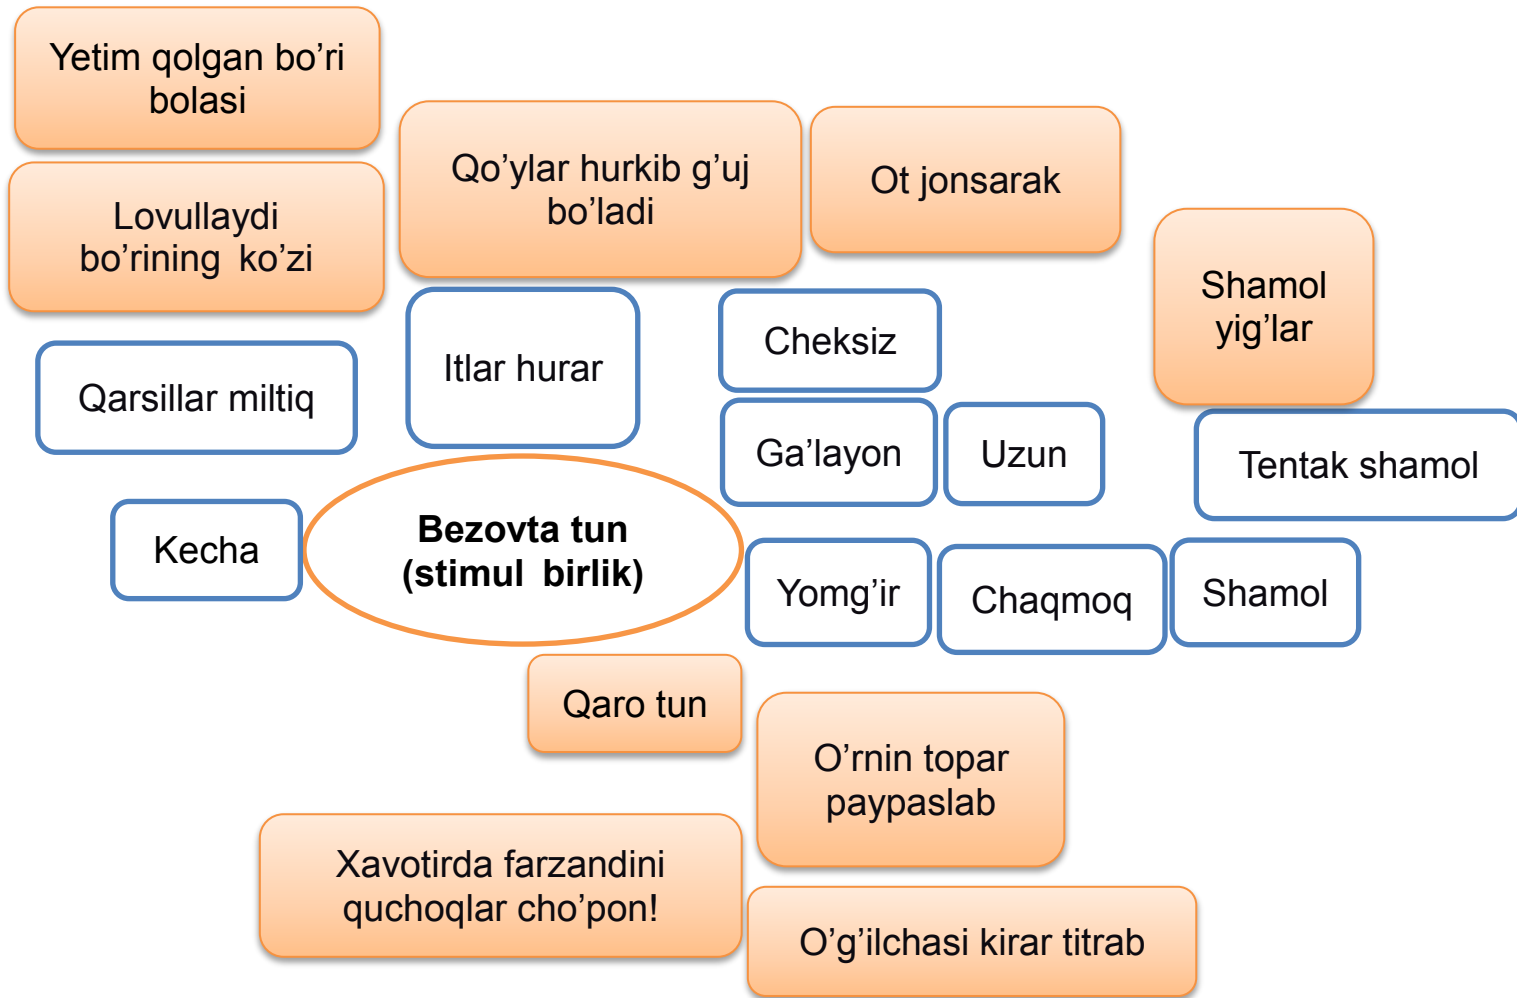 Yetim qolgan bo’ri
bolasi
Qo’ylar hurkib g’uj
bo’ladi
Ot jonsarak
Lovullaydi
bo’rining ko’zi
Shamol
yig’lar
Cheksiz
Itlar hurar
Qarsillar miltiq
Ga’layon
Uzun
Tentak shamol
Kecha
Bezovta tun
(stimul birlik)
Yomg’ir
Chaqmoq
Shamol
Qaro tun
O’rnin topar
paypaslab
Xavotirda farzandini
quchoqlar cho’pon!
O’g’ilchasi kirar titrab